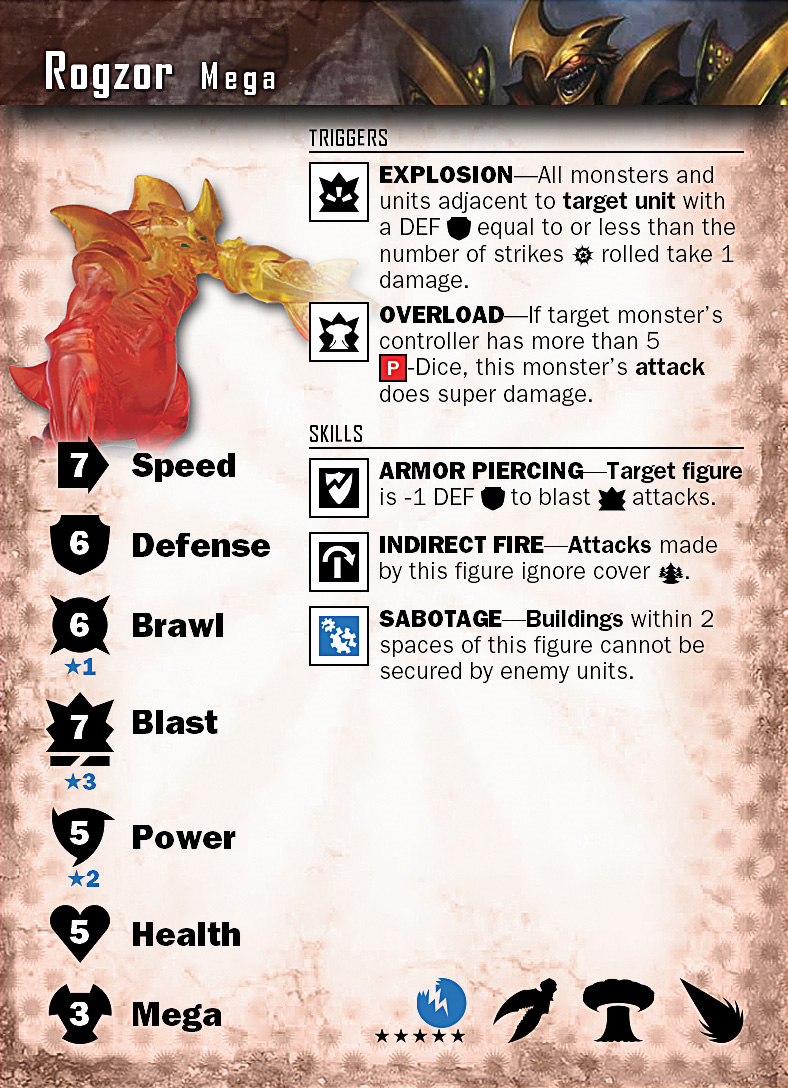 Rogzor Mega
TRIGGERS
EXPLOSION—All monsters and
units adjacent to target unit with
a DEF equal to or less than the
number of strikes rolled take 1
damage.
OVERLOAD—If target monster's
controller has more than 5
P-Dice, this monster's attack
does super damage.
SKILLS
ARMOR PIERCING—Target figure
is -1 DEF to blast attacks.
INDIRECT FIRE—Attacks made
by this figure ignore cover .
SABOTAGE—Buildings within 2
spaces of this figure cannot be
secured by enemy units.
7 Speed
6 Defense
6 Brawl
★1
7 Blast
★3
5 Power
★2
5 Health
3 Mega
★★★★★